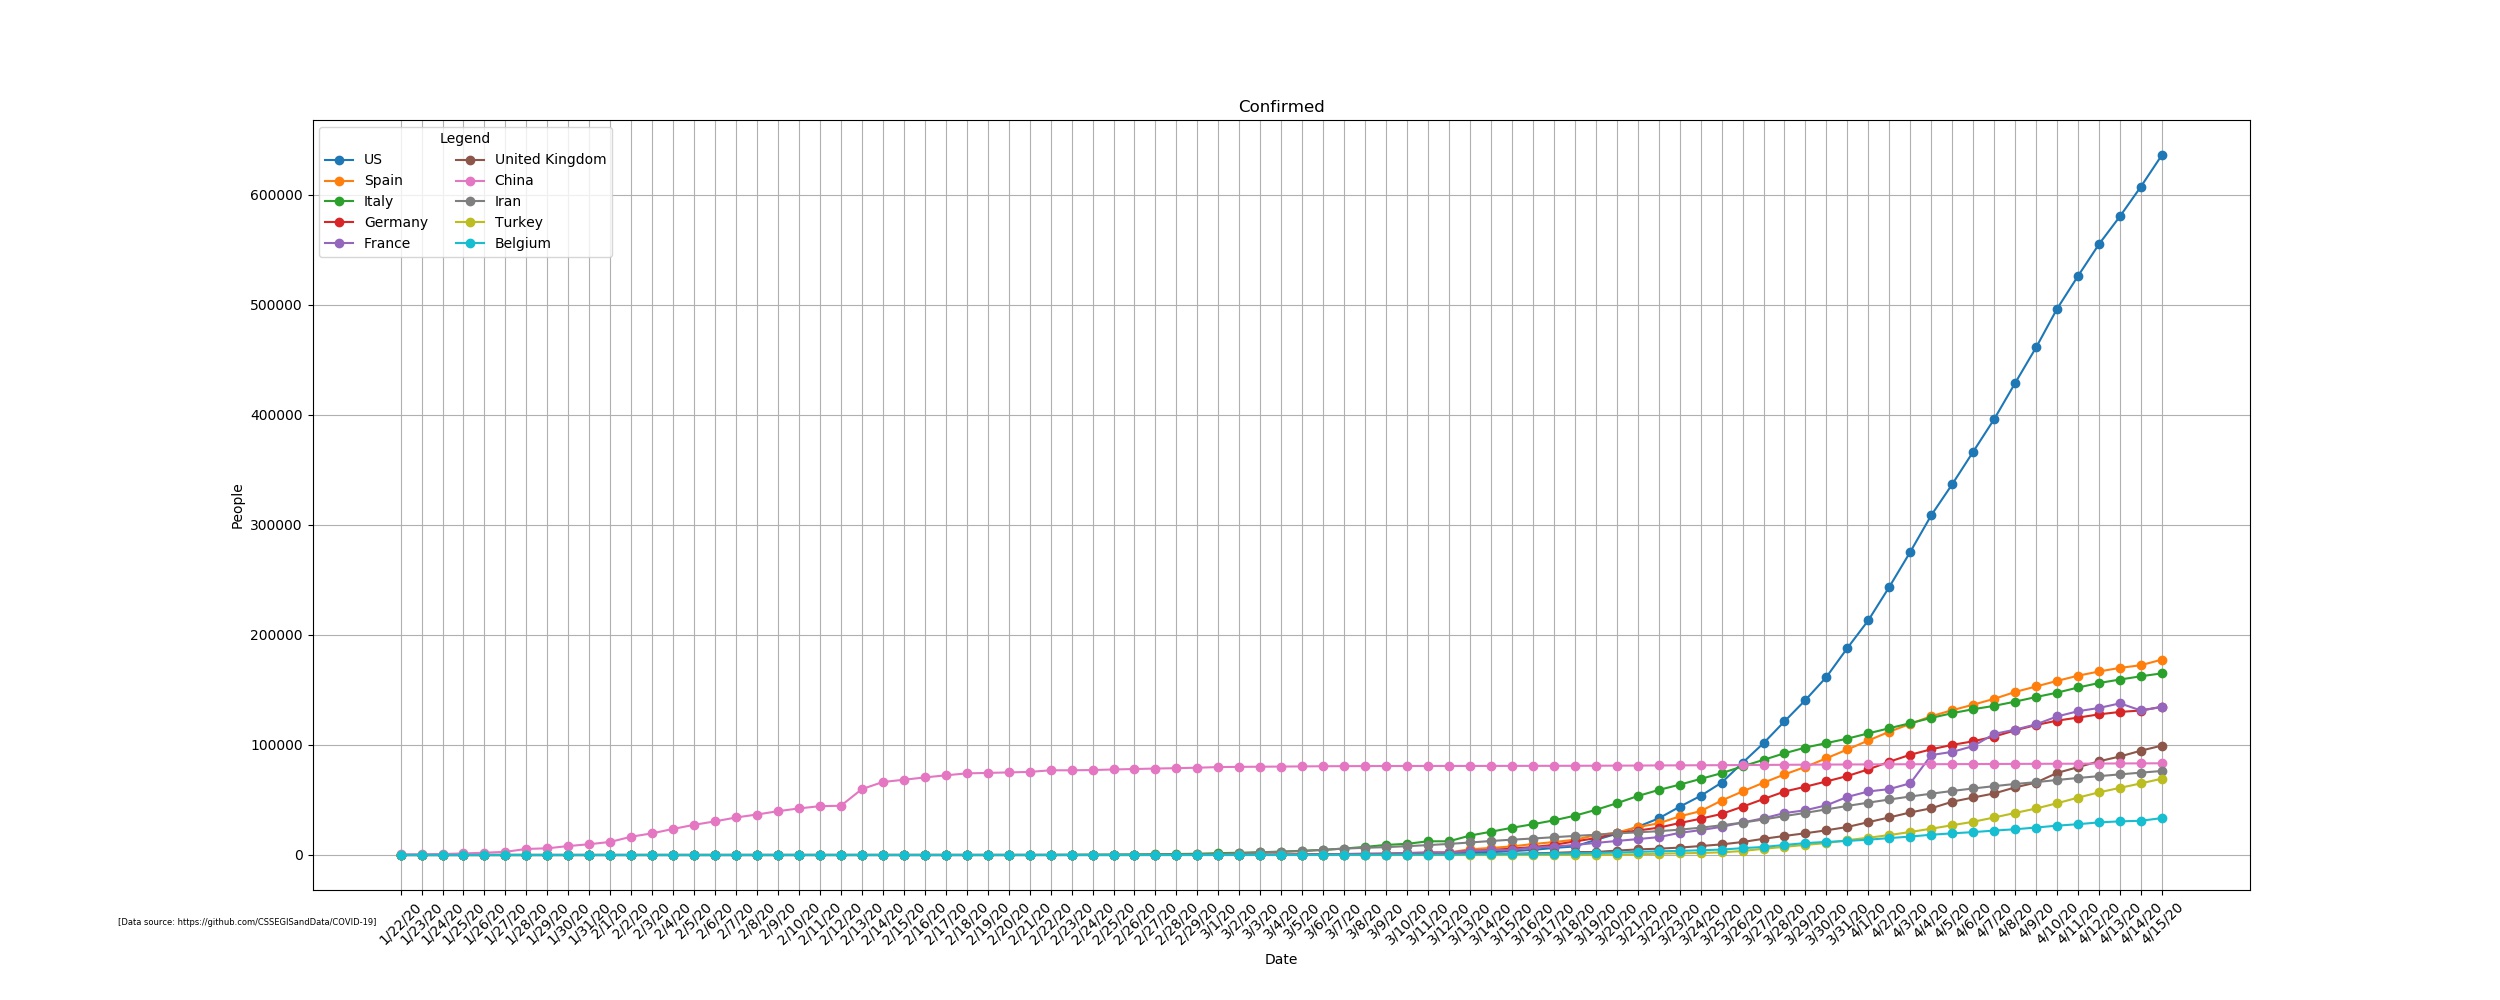 Confirmed
Legend
US
Spain
Italy
Germany
France
United Kingdom
China
Iran
Turkey
Belgium
People
600000
500000
400000
300000
200000
100000
0
1/22/20 1/23/20 1/24/20 1/25/20 1/26/20 1/27/20 1/28/20 1/29/20 1/30/20 1/31/20 2/1/20 2/2/20 2/3/20 2/4/20 2/5/20 2/6/20 2/7/20 2/8/20 2/9/20 2/10/20 2/11/20 2/12/20 2/13/20 2/14/20 2/15/20 2/16/20 2/17/20 2/18/20 2/19/20 2/20/20 2/21/20 2/22/20 2/23/20 2/24/20 2/25/20 2/26/20 2/27/20 2/28/20 2/29/20 3/1/20 3/2/20 3/3/20 3/4/20 3/5/20 3/6/20 3/7/20 3/8/20 3/9/20 3/10/20 3/11/20 3/12/20 3/13/20 3/14/20 3/15/20 3/16/20 3/17/20 3/18/20 3/19/20 3/20/20 3/21/20 3/22/20 3/23/20 3/24/20 3/25/20 3/26/20 3/27/20 3/28/20 3/29/20 3/30/20 3/31/20 4/1/20 4/2/20 4/3/20 4/4/20 4/5/20 4/6/20 4/7/20 4/8/20 4/9/20 4/10/20 4/11/20 4/12/20 4/13/20 4/14/20 4/15/20
[Data source: https://github.com/CSSEGISandData/COVID-19]
Date